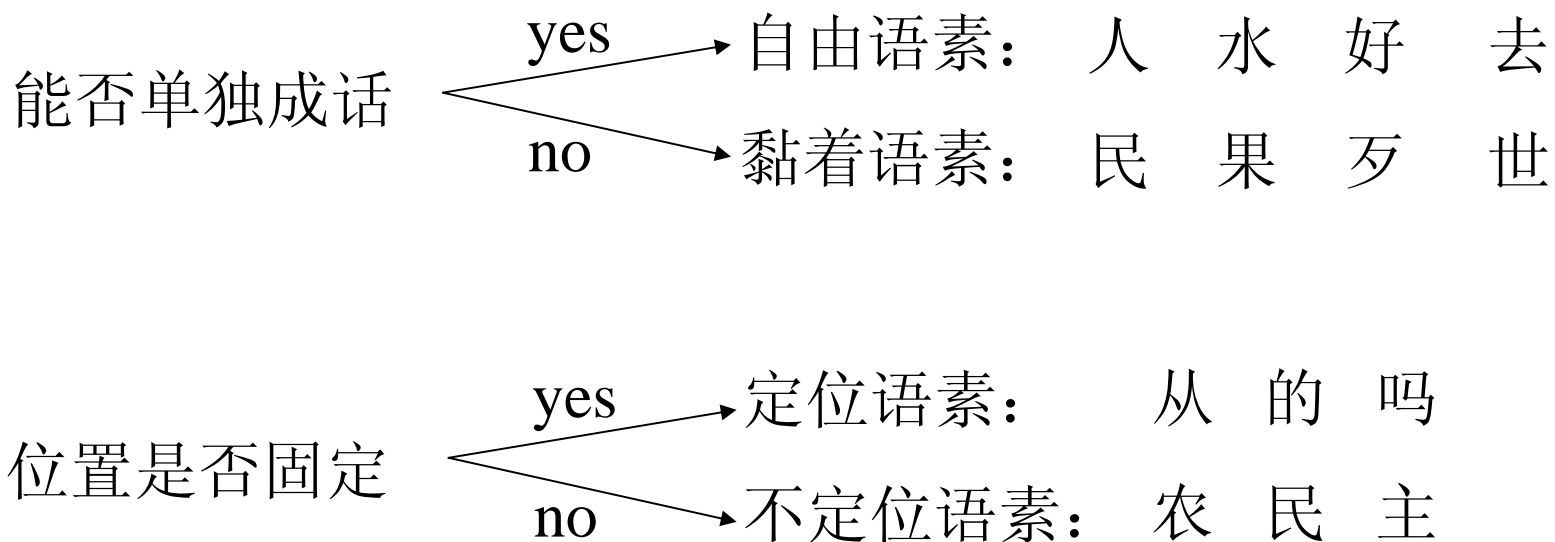 yes
自由语素： 人 水 好 去
能否单独成话
no
黏着语素： 民 果 歹 世
yes
定位语素： 从 的 吗
位置是否固定
no
不定位语素： 农 民 主